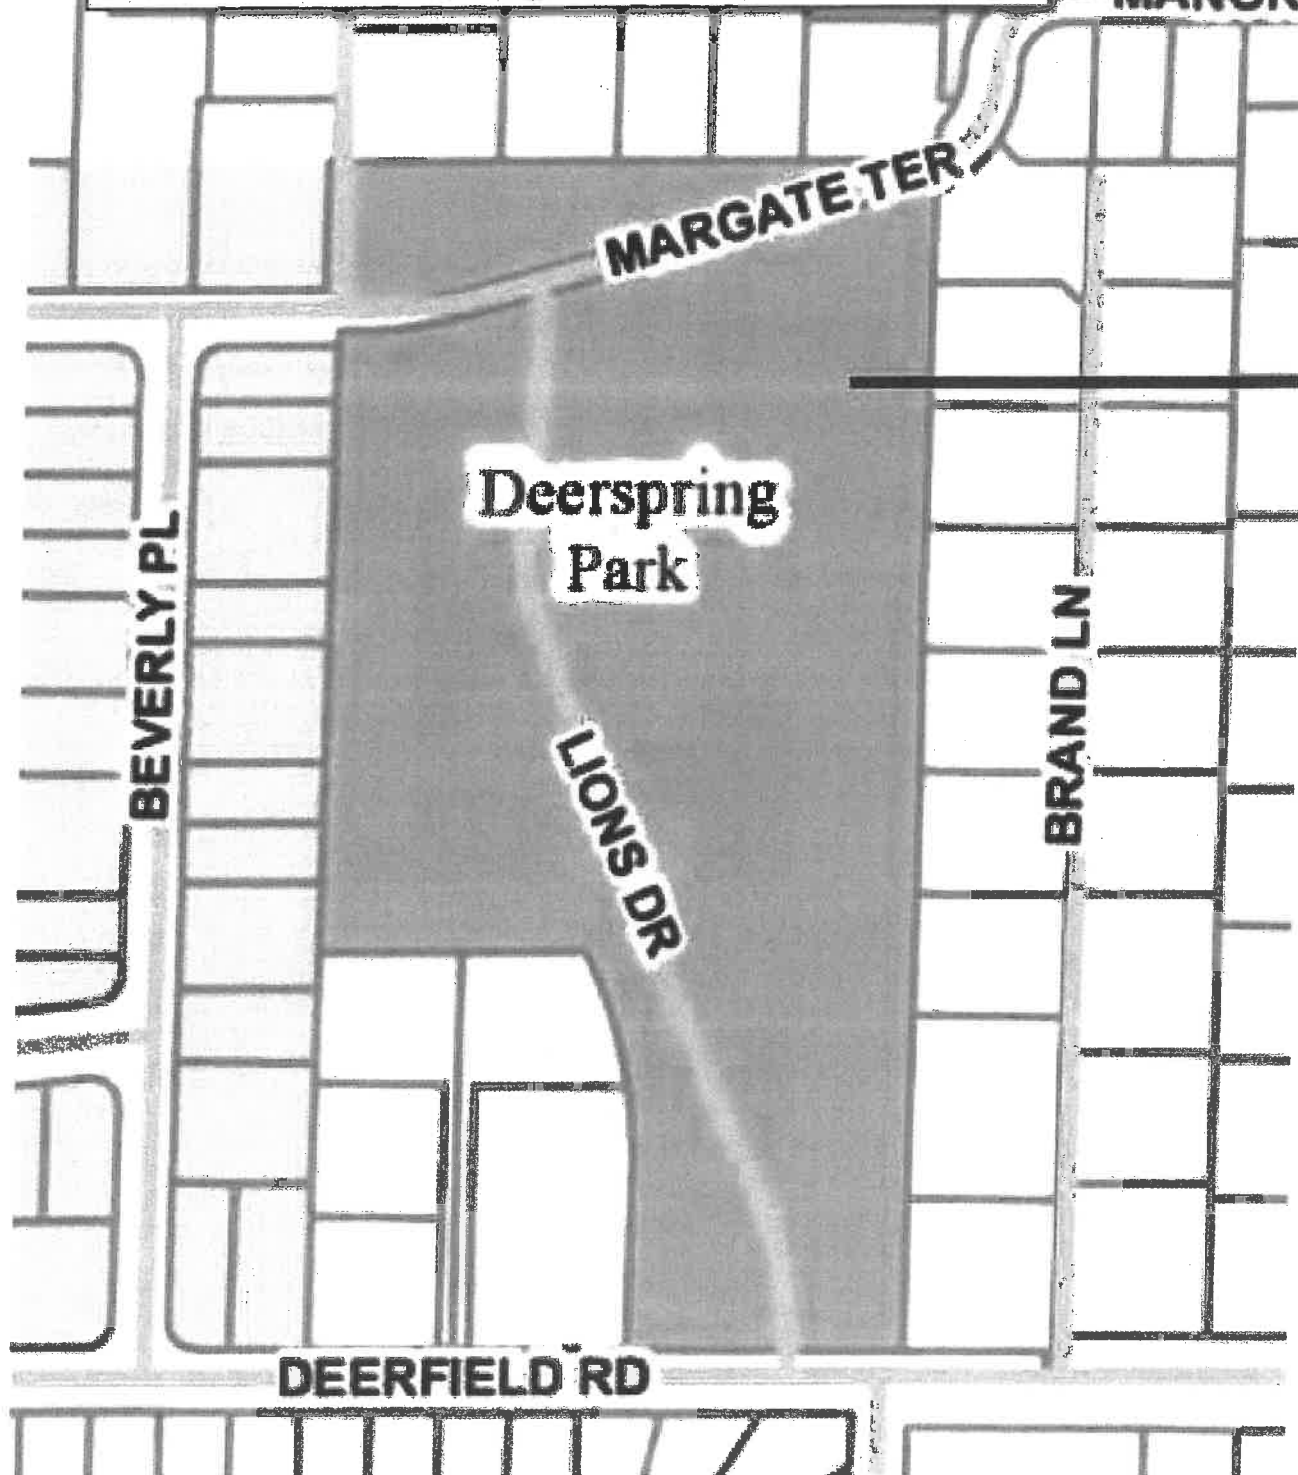 MARGATE TER
Deerspring
Park
BEVERLY PL
LIONS DR
BRAND LN
DEERFIELD RD